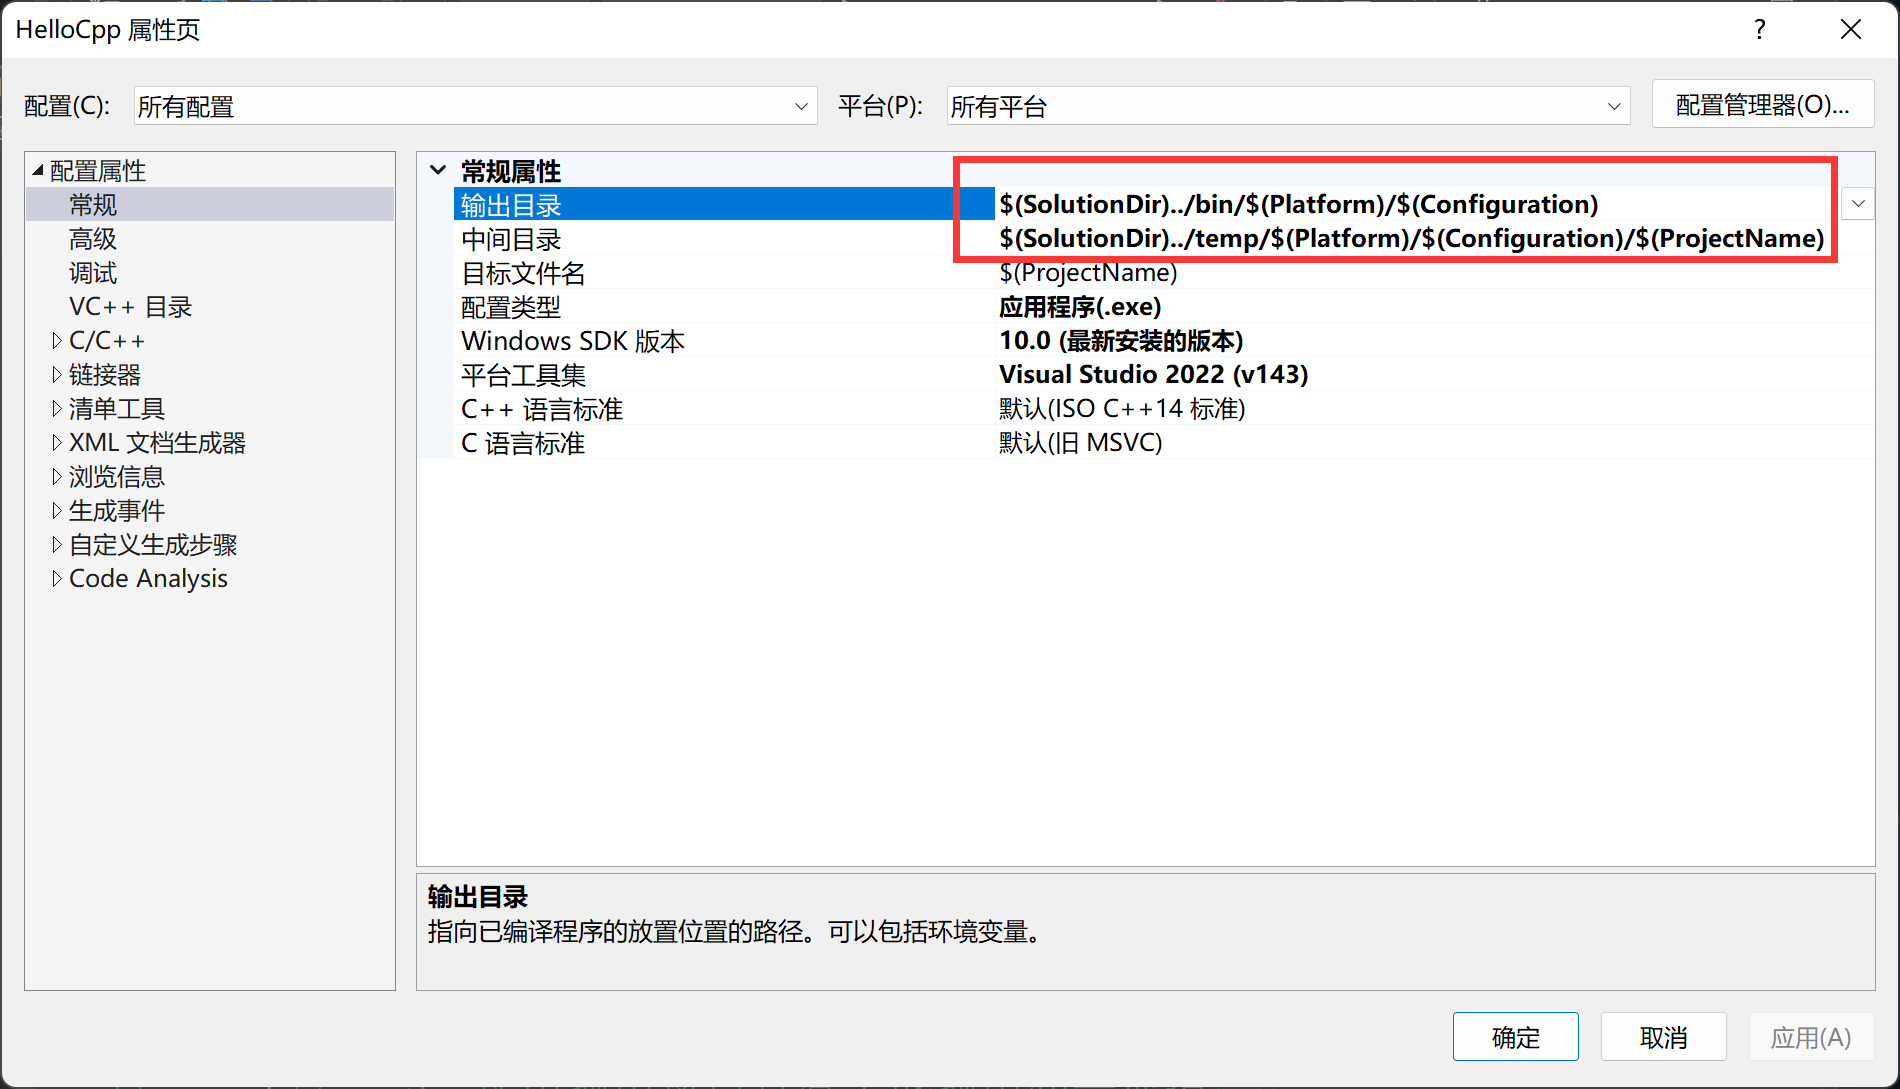 HelloCpp 属性页
?
配置(C):
所有配置
平台(P):
所有平台
配置管理器(O)...
配置属性
常规
高级
调试
VC++ 目录
C/C++
链接器
清单工具
XML 文档生成器
浏览信息
生成事件
自定义生成步骤
Code Analysis
常规属性
输出目录 $(SolutionDir)../bin/$(Platform)/$(Configuration)
中间目录 $(SolutionDir)../temp/$(Platform)/$(Configuration)/$(ProjectName)
目标文件名 $(ProjectName)
配置类型 应用程序(.exe)
Windows SDK 版本 10.0 (最新安装的版本)
平台工具集 Visual Studio 2022 (v143)
C++ 语言标准 默认(ISO C++14 标准)
C 语言标准 默认(旧 MSVC)
输出目录
指向已编译程序的放置位置的路径。可以包括环境变量。
确定
取消
应用(A)